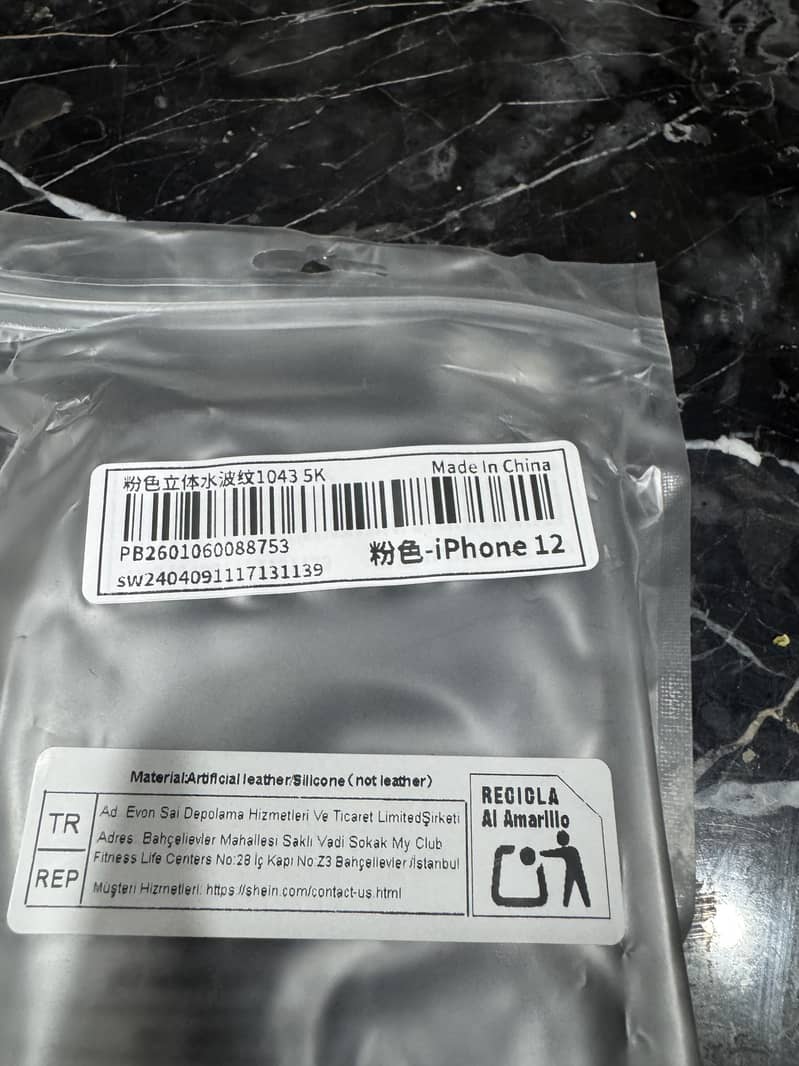 粉色立体水波纹1043 5K
Made In China
PB2601060088753
粉色-iPhone 12
sw2404091117131139
Material:Artificial leather/Silicone(not leather)
TR
REP
Ad: Evon Sai Depolama Hizmetleri Ve Ticaret LimitedŞirketi
Adres: Bahçelievler Mahallesi Saklı Vadi Sokak My Club
Fitness Life Centers No:28 İç Kapı No:Z3 Bahçelievler /İstanbul
Müşteri Hizmetleri: https://shein.com/contact-us.html
RECICLA
Al Amarillo